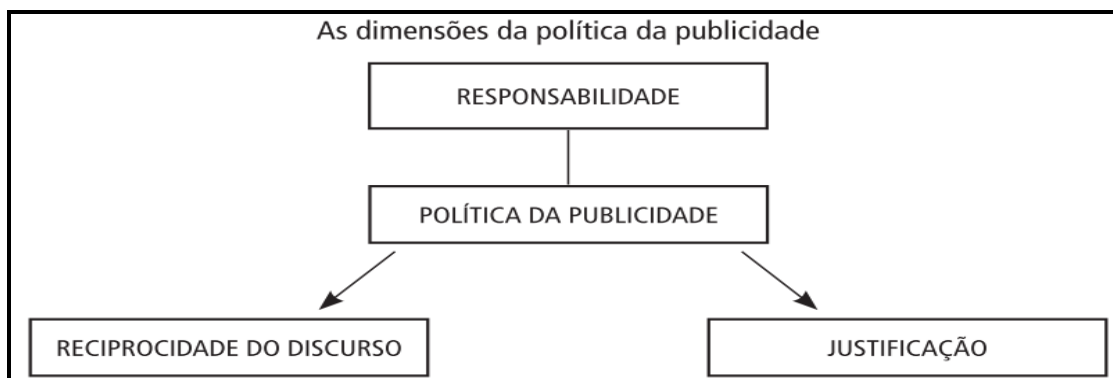 As dimensões da política da publicidade
RESPONSABILIDADE
POLÍTICA DA PUBLICIDADE
RECIPROCIDADE DO DISCURSO
JUSTIFICAÇÃO